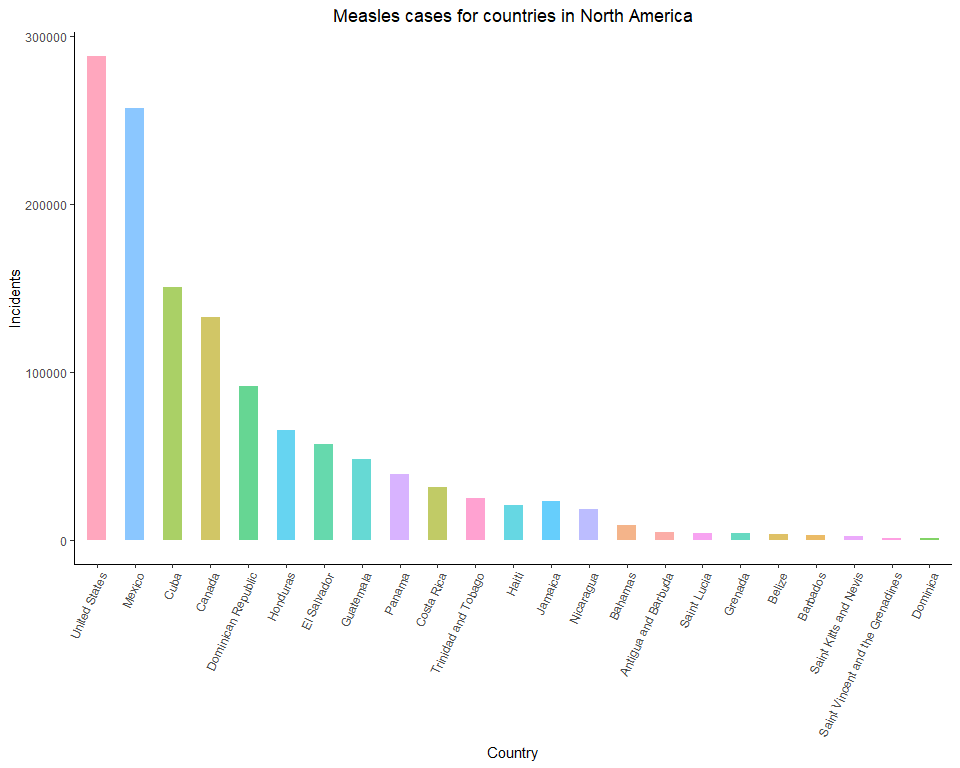 Measles cases for countries in North America
300000
200000
100000
0
Incidents
United States
Mexico
Cuba
Canada
Dominican Republic
Honduras
El Salvador
Guatemala
Panama
Costa Rica
Trinidad and Tobago
Haiti
Jamaica
Nicaragua
Bahamas
Antigua and Barbuda
Saint Lucia
Grenada
Belize
Barbados
Saint Kitts and Nevis
Saint Vincent and the Grenadines
Dominica
Country